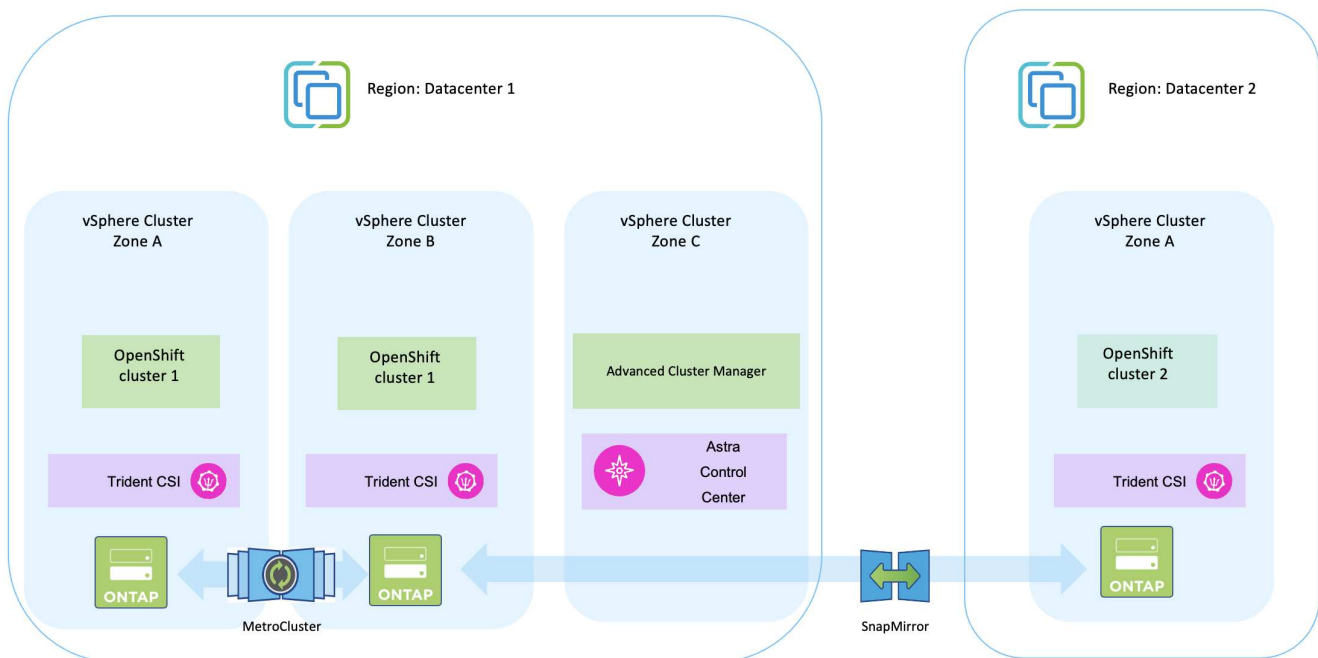 Region: Datacenter 1
Region: Datacenter 2
vSphere Cluster
Zone A
vSphere Cluster
Zone B
vSphere Cluster
Zone C
vSphere Cluster
Zone A
OpenShift
cluster 1
OpenShift
cluster 1
Advanced Cluster Manager
OpenShift
cluster 2
Trident CSI
Trident CSI
Astra
Control
Center
Trident CSI
ONTAP
ONTAP
ONTAP
MetroCluster
SnapMirror